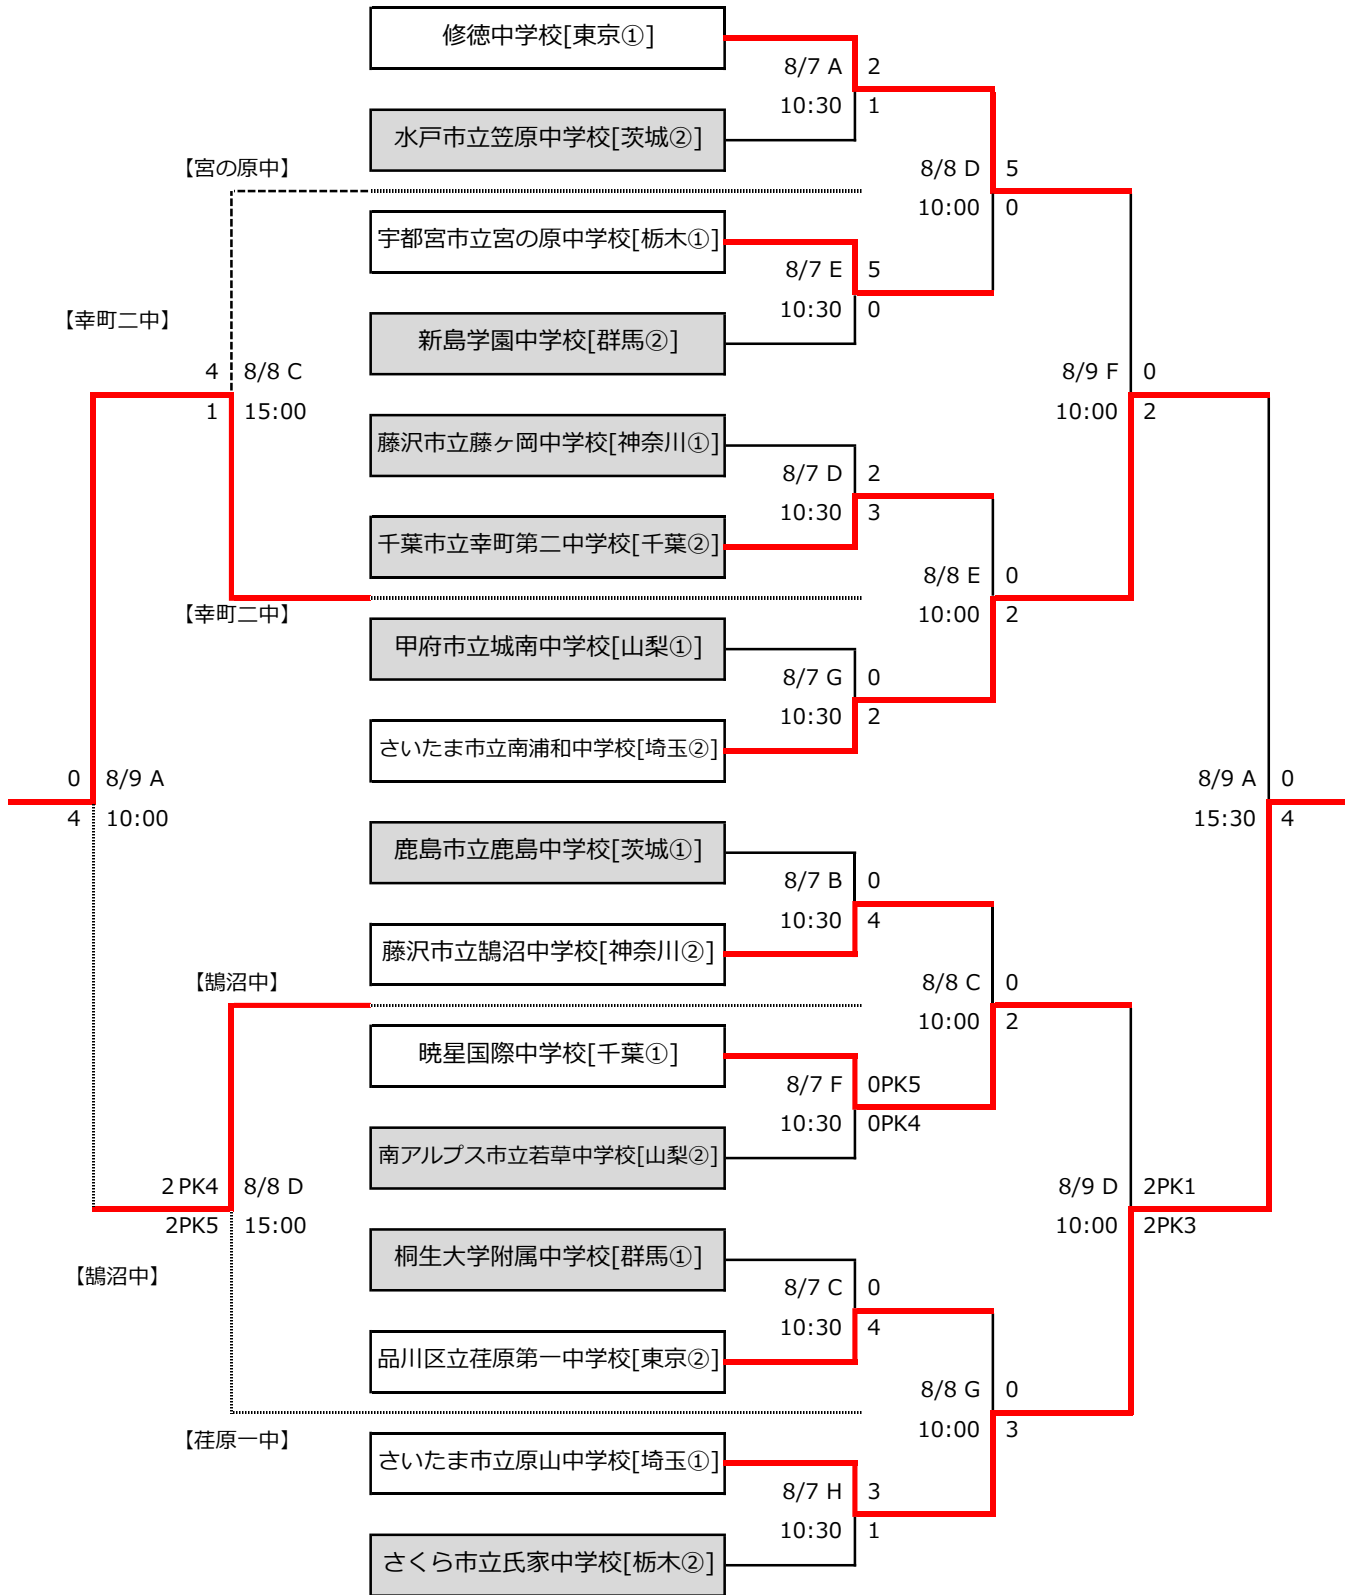 修徳中学校[東京①]
8/7 A 2
10:30 1
水戸市立笠原中学校[茨城②]
【宮の原中】
8/8 D 5
10:00 0
宇都宮市立宮の原中学校[栃木①]
8/7 E 5
10:30 0
【幸町二中】
新島学園中学校[群馬②]
4 8/8 C
1 15:00
8/9 F 0
10:00 2
藤沢市立藤ヶ岡中学校[神奈川①]
8/7 D 2
10:30 3
千葉市立幸町第二中学校[千葉②]
8/8 E 0
10:00 2
【幸町二中】
甲府市立城南中学校[山梨①]
8/7 G 0
10:30 2
さいたま市立南浦和中学校[埼玉②]
0 8/9 A
4 10:00
8/9 A 0
15:30 4
鹿島市立鹿島中学校[茨城①]
8/7 B 0
10:30 4
藤沢市立鵠沼中学校[神奈川②]
【鵠沼中】
8/8 C 0
10:00 2
暁星国際中学校[千葉①]
8/7 F 0PK5
10:30 0PK4
南アルプス市立若草中学校[山梨②]
2PK4 8/8 D
2PK5 15:00
8/9 D 2PK1
10:00 2PK3
桐生大学附属中学校[群馬①]
【鵠沼中】
8/7 C 0
10:30 4
品川区立荏原第一中学校[東京②]
8/8 G 0
10:00 3
【荏原一中】
さいたま市立原山中学校[埼玉①]
8/7 H 3
10:30 1
さくら市立氏家中学校[栃木②]